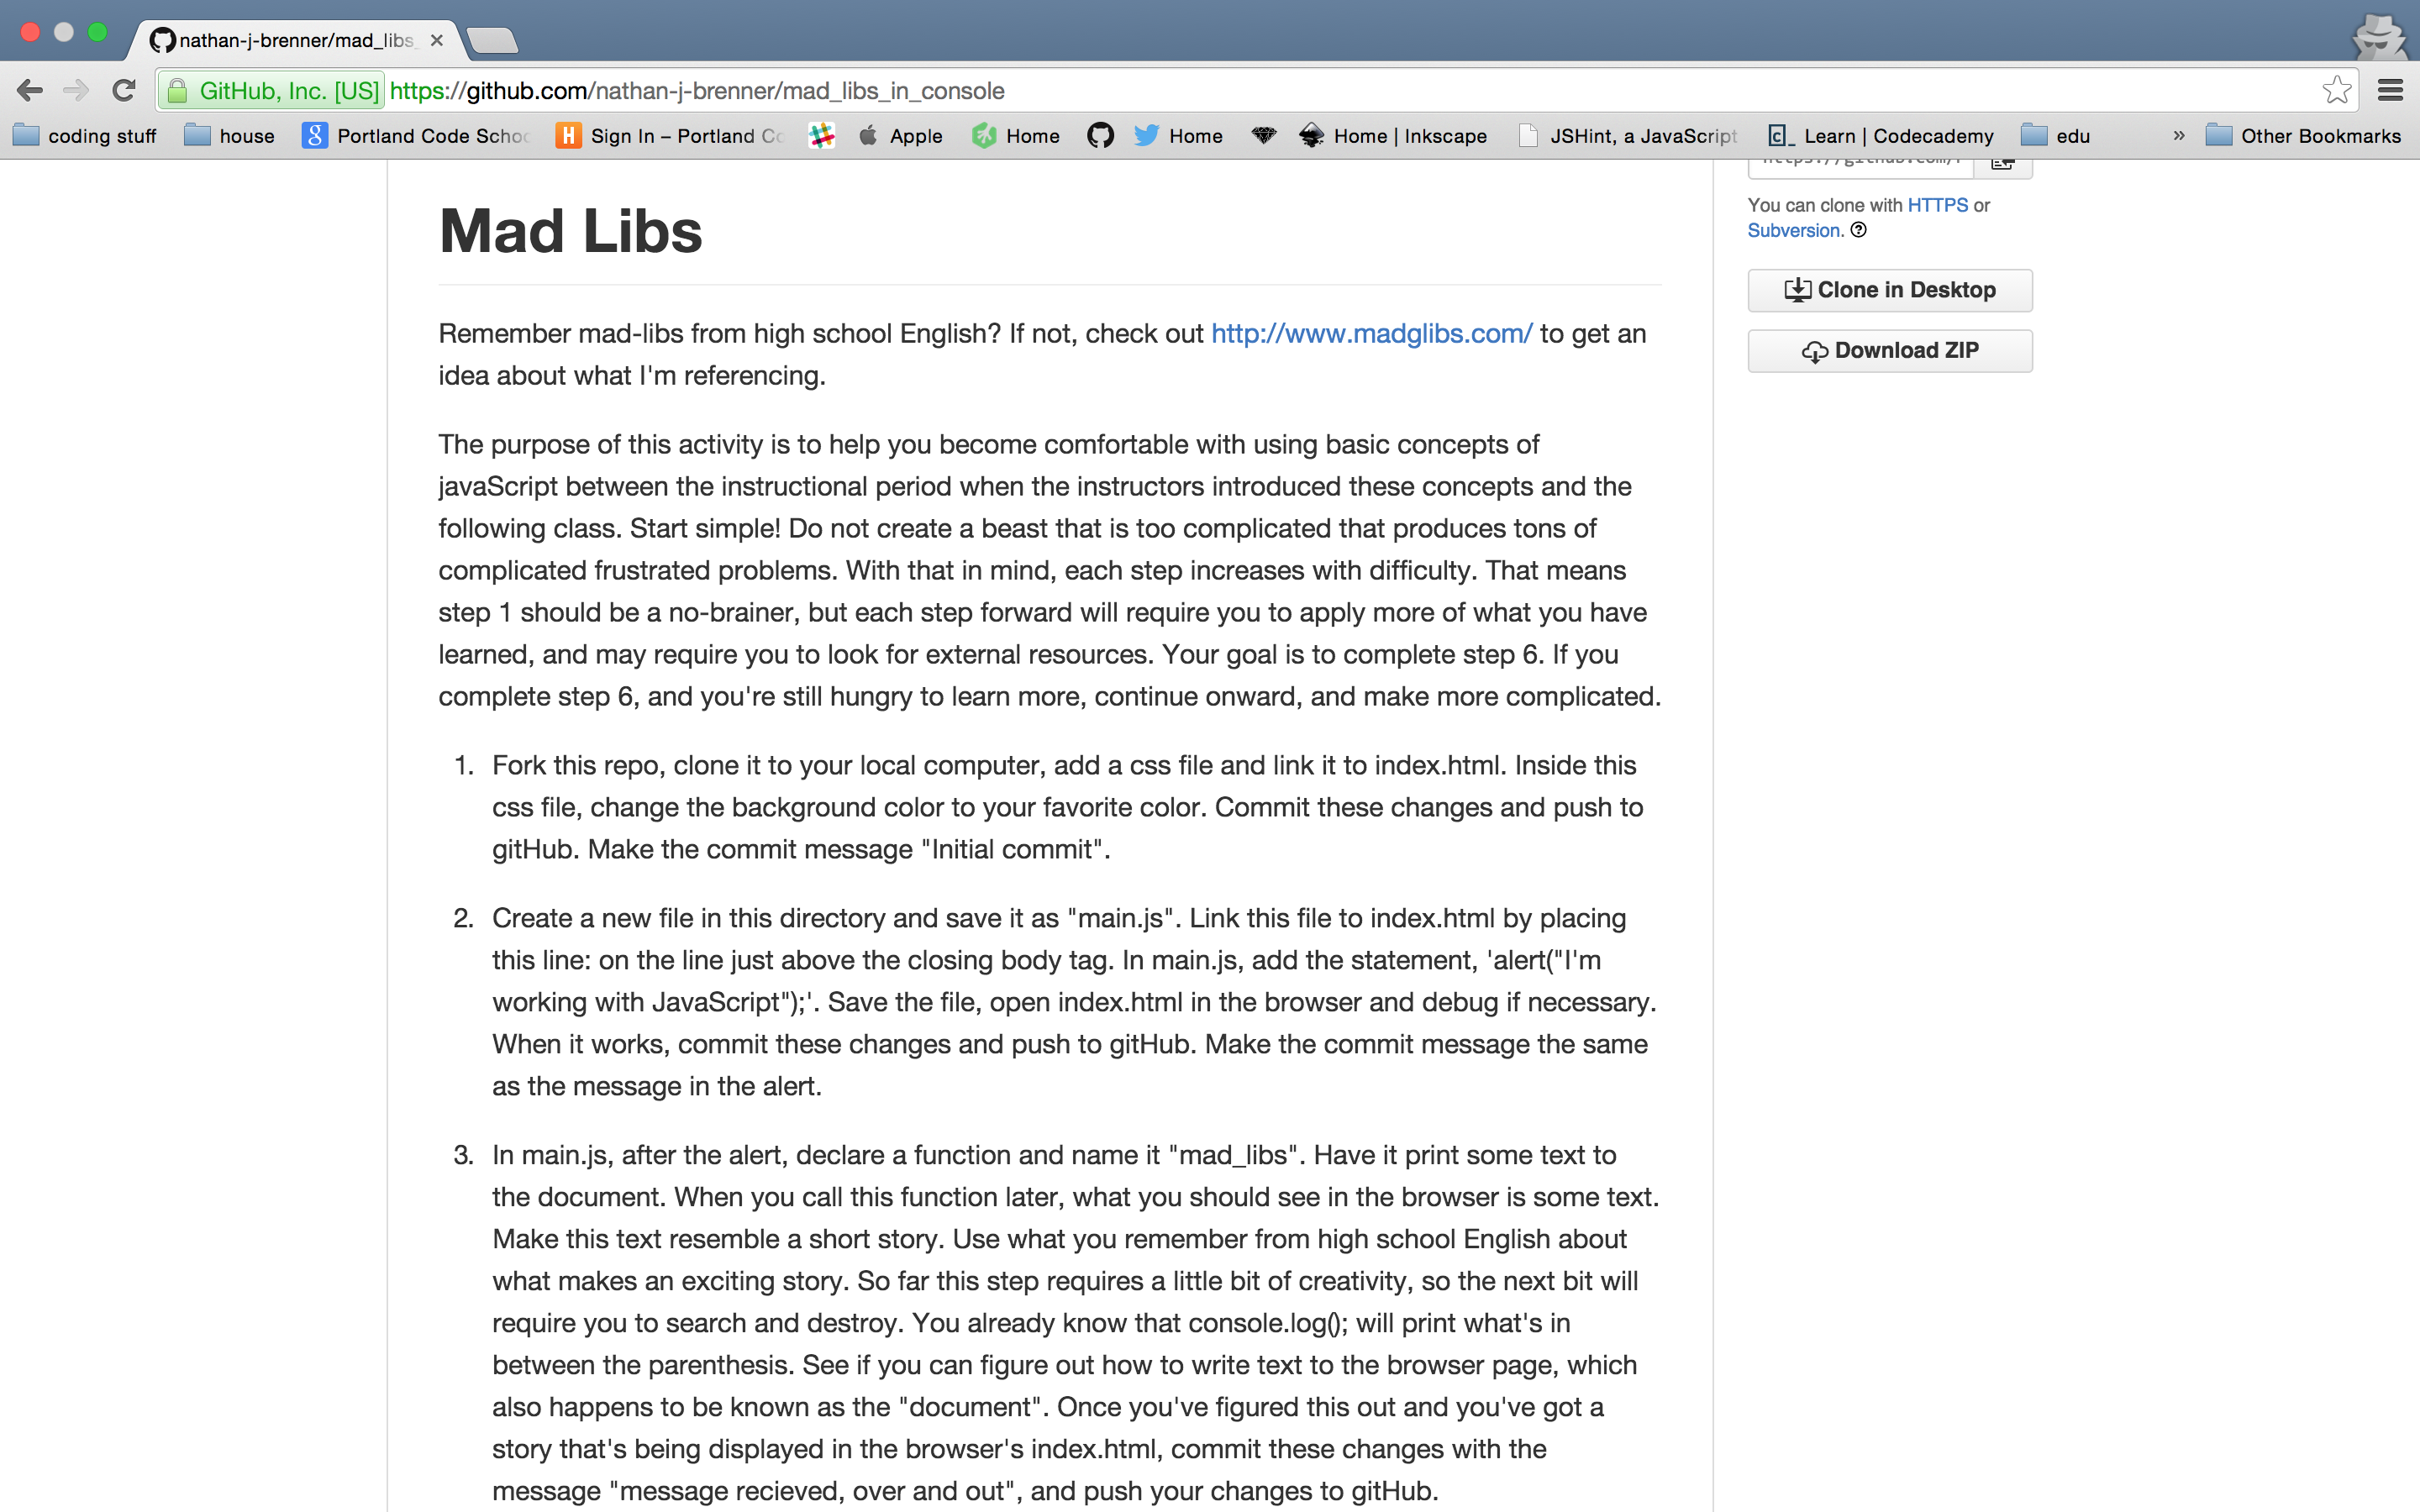 nathan-j-brenner/mad_libs_
GitHub, Inc. [US] https://github.com/nathan-j-brenner/mad_libs_in_console
coding stuff house Portland Code Schoo Sign In – Portland Co Apple Home Home Home | Inkscape JSHint, a JavaScript Learn | Codecademy edu » Other Bookmarks
Mad Libs
Remember mad-libs from high school English? If not, check out http://www.madglibs.com/ to get an
idea about what I'm referencing.
The purpose of this activity is to help you become comfortable with using basic concepts of
javaScript between the instructional period when the instructors introduced these concepts and the
following class. Start simple! Do not create a beast that is too complicated that produces tons of
complicated frustrated problems. With that in mind, each step increases with difficulty. That means
step 1 should be a no-brainer, but each step forward will require you to apply more of what you have
learned, and may require you to look for external resources. Your goal is to complete step 6. If you
complete step 6, and you're still hungry to learn more, continue onward, and make more complicated.
1. Fork this repo, clone it to your local computer, add a css file and link it to index.html. Inside this
css file, change the background color to your favorite color. Commit these changes and push to
gitHub. Make the commit message "Initial commit".
2. Create a new file in this directory and save it as "main.js". Link this file to index.html by placing
this line: on the line just above the closing body tag. In main.js, add the statement, 'alert("I'm
working with JavaScript");'. Save the file, open index.html in the browser and debug if necessary.
When it works, commit these changes and push to gitHub. Make the commit message the same
as the message in the alert.
3. In main.js, after the alert, declare a function and name it "mad_libs". Have it print some text to
the document. When you call this function later, what you should see in the browser is some text.
Make this text resemble a short story. Use what you remember from high school English about
what makes an exciting story. So far this step requires a little bit of creativity, so the next bit will
require you to search and destroy. You already know that console.log(); will print what's in
between the parenthesis. See if you can figure out how to write text to the browser page, which
also happens to be known as the "document". Once you've figured this out and you've got a
story that's being displayed in the browser's index.html, commit these changes with the
message "message recieved, over and out", and push your changes to gitHub.
You can clone with HTTPS or
Subversion.
Clone in Desktop
Download ZIP